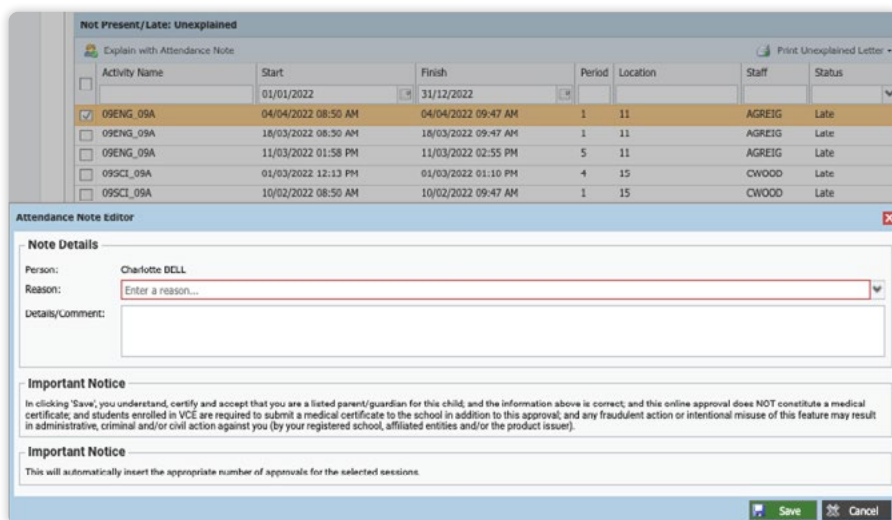 Not Present/Late: Unexplained
Explain with Attendance Note Print Unexplained Letter
Activity Name Start Finish Period Location Staff Status
01/01/2022 31/12/2022
09ENG_09A 04/04/2022 08:50 AM 04/04/2022 09:47 AM 1 11 AGREIG Late
09ENG_09A 18/03/2022 08:50 AM 18/03/2022 09:47 AM 1 11 AGREIG Late
09ENG_09A 11/03/2022 01:58 PM 11/03/2022 02:55 PM 5 11 AGREIG Late
09SCI_09A 01/03/2022 12:13 PM 01/03/2022 01:10 PM 4 15 CWOOD Late
09SCI_09A 10/02/2022 08:50 AM 10/02/2022 09:47 AM 1 15 CWOOD Late
Attendance Note Editor
Note Details
Person: Charlotte BELL
Reason: Enter a reason...
Details/Comment:
Important Notice
In clicking 'Save', you understand, certify and accept that you are a listed parent/guardian for this child; and the information above is correct; and this online approval does NOT constitute a medical
certificate; and students enrolled in VCE are required to submit a medical certificate to the school in addition to this approval; and any fraudulent action or intentional misuse of this feature may result
in administrative, criminal and/or civil action against you (by your registered school, affiliated entities and/or the product issuer).
Important Notice
This will automatically insert the appropriate number of approvals for the selected sessions.
Save Cancel